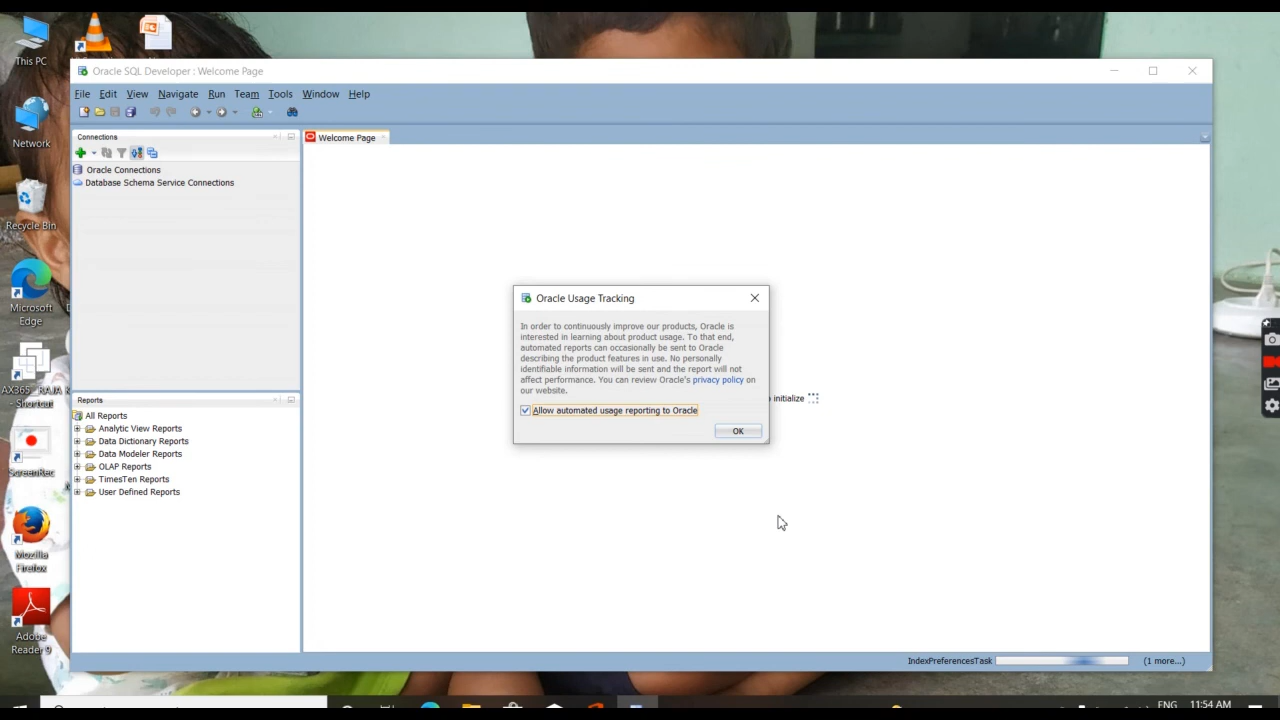 This PC
Oracle SQL Developer : Welcome Page
File Edit View Navigate Run Team Tools Window Help
Network
Connections
Welcome Page
Oracle Connections
Database Schema Service Connections
Recycle Bin
Microsoft
Edge
Oracle Usage Tracking
In order to continuously improve our products, Oracle is
interested in learning about product usage. To that end,
automated reports can occasionally be sent to Oracle
describing the product features in use. No personally
identifiable information will be sent and the report will not
affect performance. You can review Oracle's privacy policy on
our website.
Allow automated usage reporting to Oracle
OK
initialize
AX365 _RAJA
- Shortcut
Reports
All Reports
Analytic View Reports
Data Dictionary Reports
Data Modeler Reports
OLAP Reports
TimesTen Reports
User Defined Reports
ScreenRec
Mozilla
Firefox
Adobe
Reader 9
IndexPreferencesTask
(1 more...)
ENG 11:54 AM